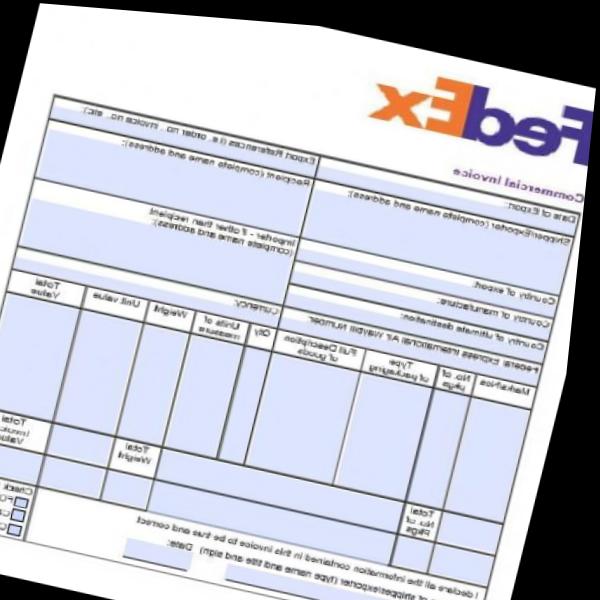 FedEx
Commercial Invoice
Date of Export:
Export References (i.e. order no., invoice no., etc):
Shipper/Exporter (complete name and address):
Recipient (complete name and address):
Country of export:
Importer - if other than recipient
(complete name and address):
Country of manufacture:
Country of ultimate destination:
Currency:
Federal Express International Air Waybill Number:
Marks/Nos
No. of
pkgs
Type
of packaging
Full Description
of goods
Qty
Units of
measure
Weight
Unit value
Total
Value
Total
No. of
Pkgs
Total
Weight
Total
Value
Check
I declare all the information contained in this invoice to be true and correct
of shipper/exporter (type name and title and sign)
Date: